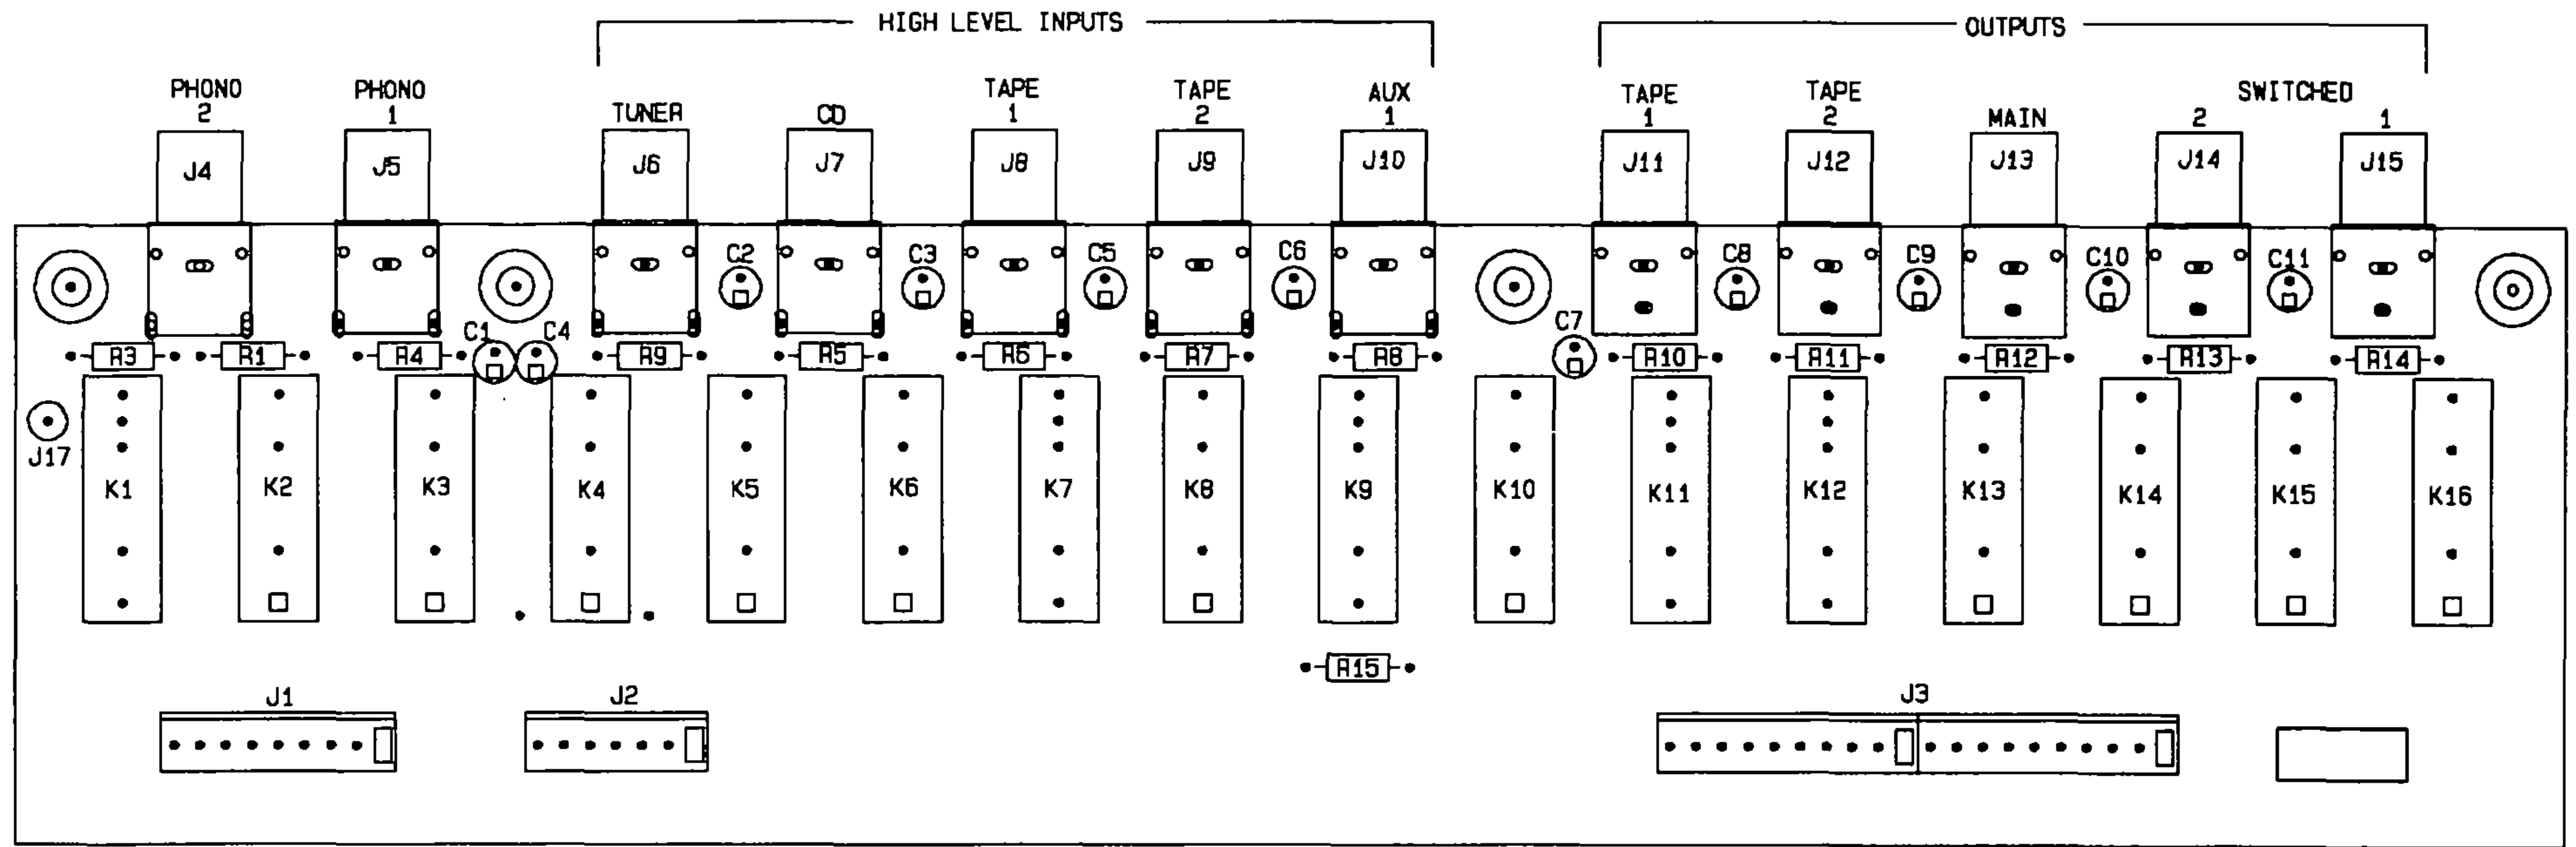 HIGH LEVEL INPUTS OUTPUTS
PHONO PHONO TAPE TAPE AUX TAPE TAPE SWITCHED
2 1 TUNER CD 1 2 1 1 2 MAIN 2 1
J4 J5 J6 J7 J8 J9 J10 J11 J12 J13 J14 J15
C2 C3 C5 C6 C8 C9 C10 C11
C1 C4 C7
R3 R1 R4 R9 R5 R6 R7 R8 R10 R11 R12 R13 R14
J17
K1 K2 K3 K4 K5 K6 K7 K8 K9 K10 K11 K12 K13 K14 K15 K16
R15
J1 J2 J3